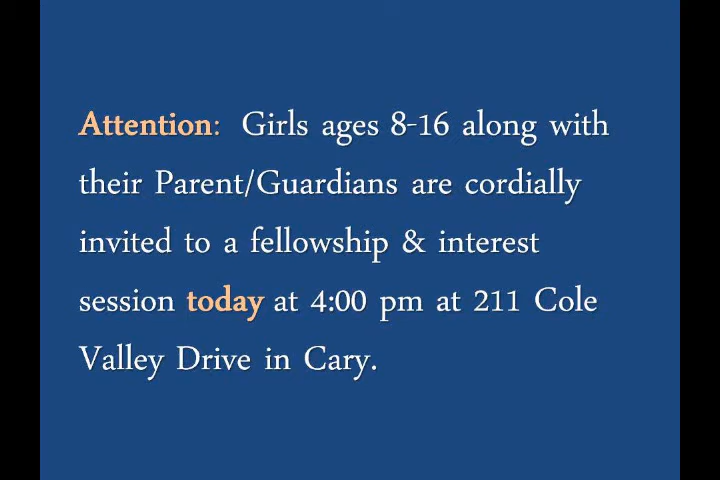 Attention: Girls ages 8-16 along with
their Parent/Guardians are cordially
invited to a fellowship & interest
session today at 4:00 pm at 211 Cole
Valley Drive in Cary.